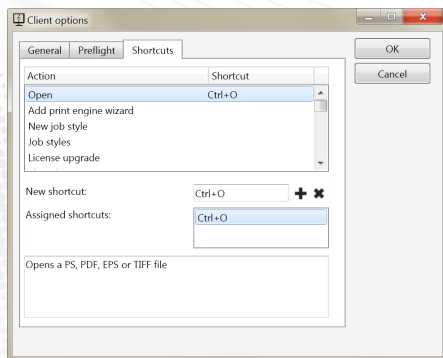 Client options
General Preflight Shortcuts
OK
Cancel
Action Shortcut
Open Ctrl+O
Add print engine wizard
New job style
Job styles
License upgrade
New shortcut: Ctrl+O
Assigned shortcuts: Ctrl+O
Opens a PS, PDF, EPS or TIFF file